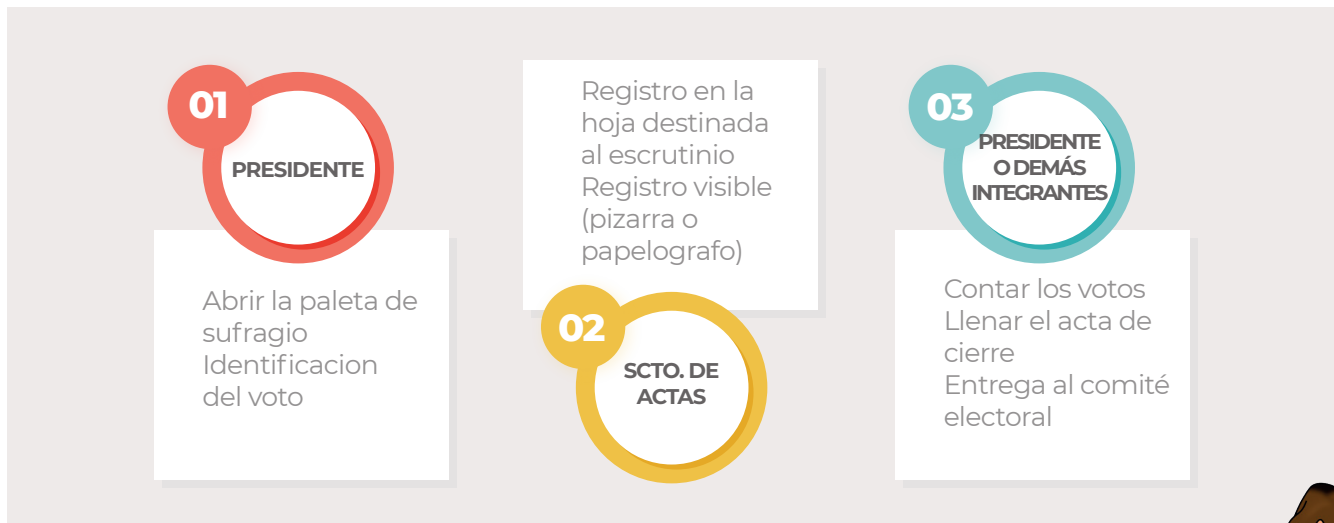 01
PRESIDENTE
Abrir la paleta de
sufragio
Identificacion
del voto
Registro en la
hoja destinada
al escrutinio
Registro visible
(pizarra o
papelografo)
02
SCTO. DE
ACTAS
03
PRESIDENTE
O DEMÁS
INTEGRANTES
Contar los votos
Llenar el acta de
cierre
Entrega al comité
electoral